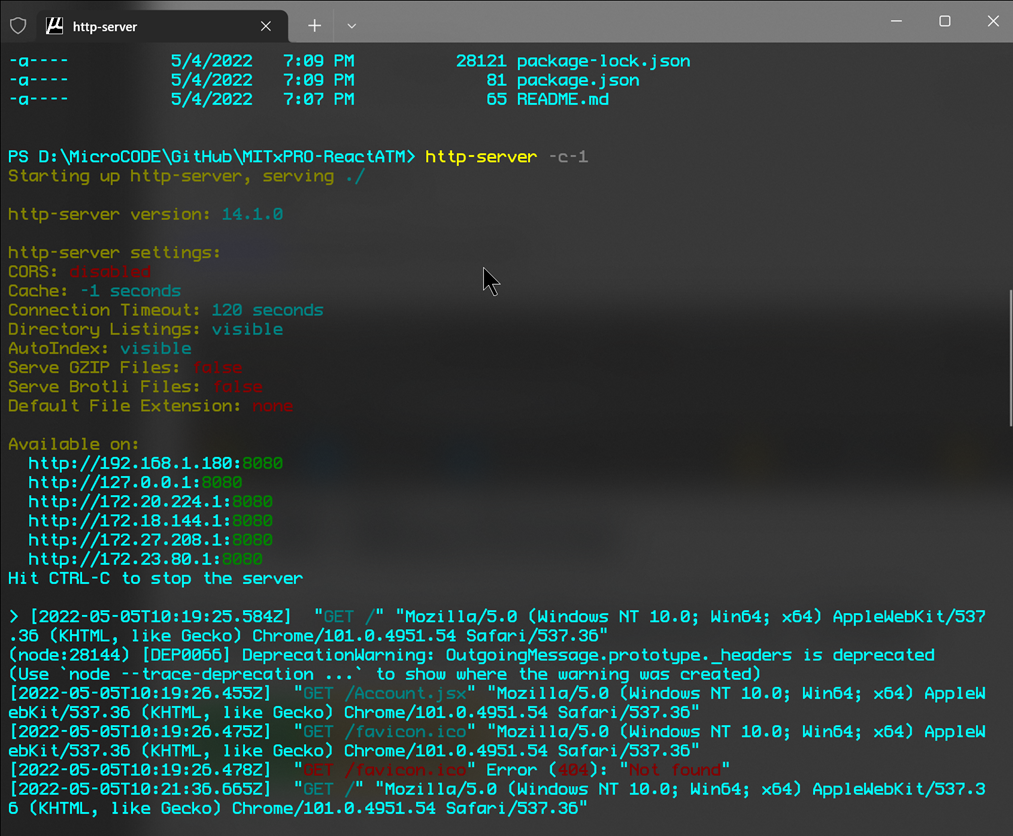 http-server
-a---- 5/4/2022 7:09 PM 28121 package-lock.json
-a---- 5/4/2022 7:09 PM 81 package.json
-a---- 5/4/2022 7:07 PM 65 README.md
PS D:\MicroCODE\GitHub\MITxPRO-ReactATM> http-server -c-1
Starting up http-server, serving ./
http-server version: 14.1.0
http-server settings:
CORS: disabled
Cache: -1 seconds
Connection Timeout: 120 seconds
Directory Listings: visible
AutoIndex: visible
Serve GZIP Files: false
Serve Brotli Files: false
Default File Extension: none
Available on:
http://192.168.1.180:8080
http://127.0.0.1:8080
http://172.20.224.1:8080
http://172.18.144.1:8080
http://172.27.208.1:8080
http://172.23.80.1:8080
Hit CTRL-C to stop the server
> [2022-05-05T10:19:25.584Z] "GET /" "Mozilla/5.0 (Windows NT 10.0; Win64; x64) AppleWebKit/537
.36 (KHTML, like Gecko) Chrome/101.0.4951.54 Safari/537.36"
(node:28144) [DEP0066] DeprecationWarning: OutgoingMessage.prototype._headers is deprecated
(Use `node --trace-deprecation ...` to show where the warning was created)
[2022-05-05T10:19:26.455Z] "GET /Account.jsx" "Mozilla/5.0 (Windows NT 10.0; Win64; x64) AppleW
ebKit/537.36 (KHTML, like Gecko) Chrome/101.0.4951.54 Safari/537.36"
[2022-05-05T10:19:26.475Z] "GET /favicon.ico" "Mozilla/5.0 (Windows NT 10.0; Win64; x64) AppleW
ebKit/537.36 (KHTML, like Gecko) Chrome/101.0.4951.54 Safari/537.36"
[2022-05-05T10:19:26.478Z] "GET /favicon.ico" Error (404): "Not found"
[2022-05-05T10:21:36.665Z] "GET /" "Mozilla/5.0 (Windows NT 10.0; Win64; x64) AppleWebKit/537.3
6 (KHTML, like Gecko) Chrome/101.0.4951.54 Safari/537.36"